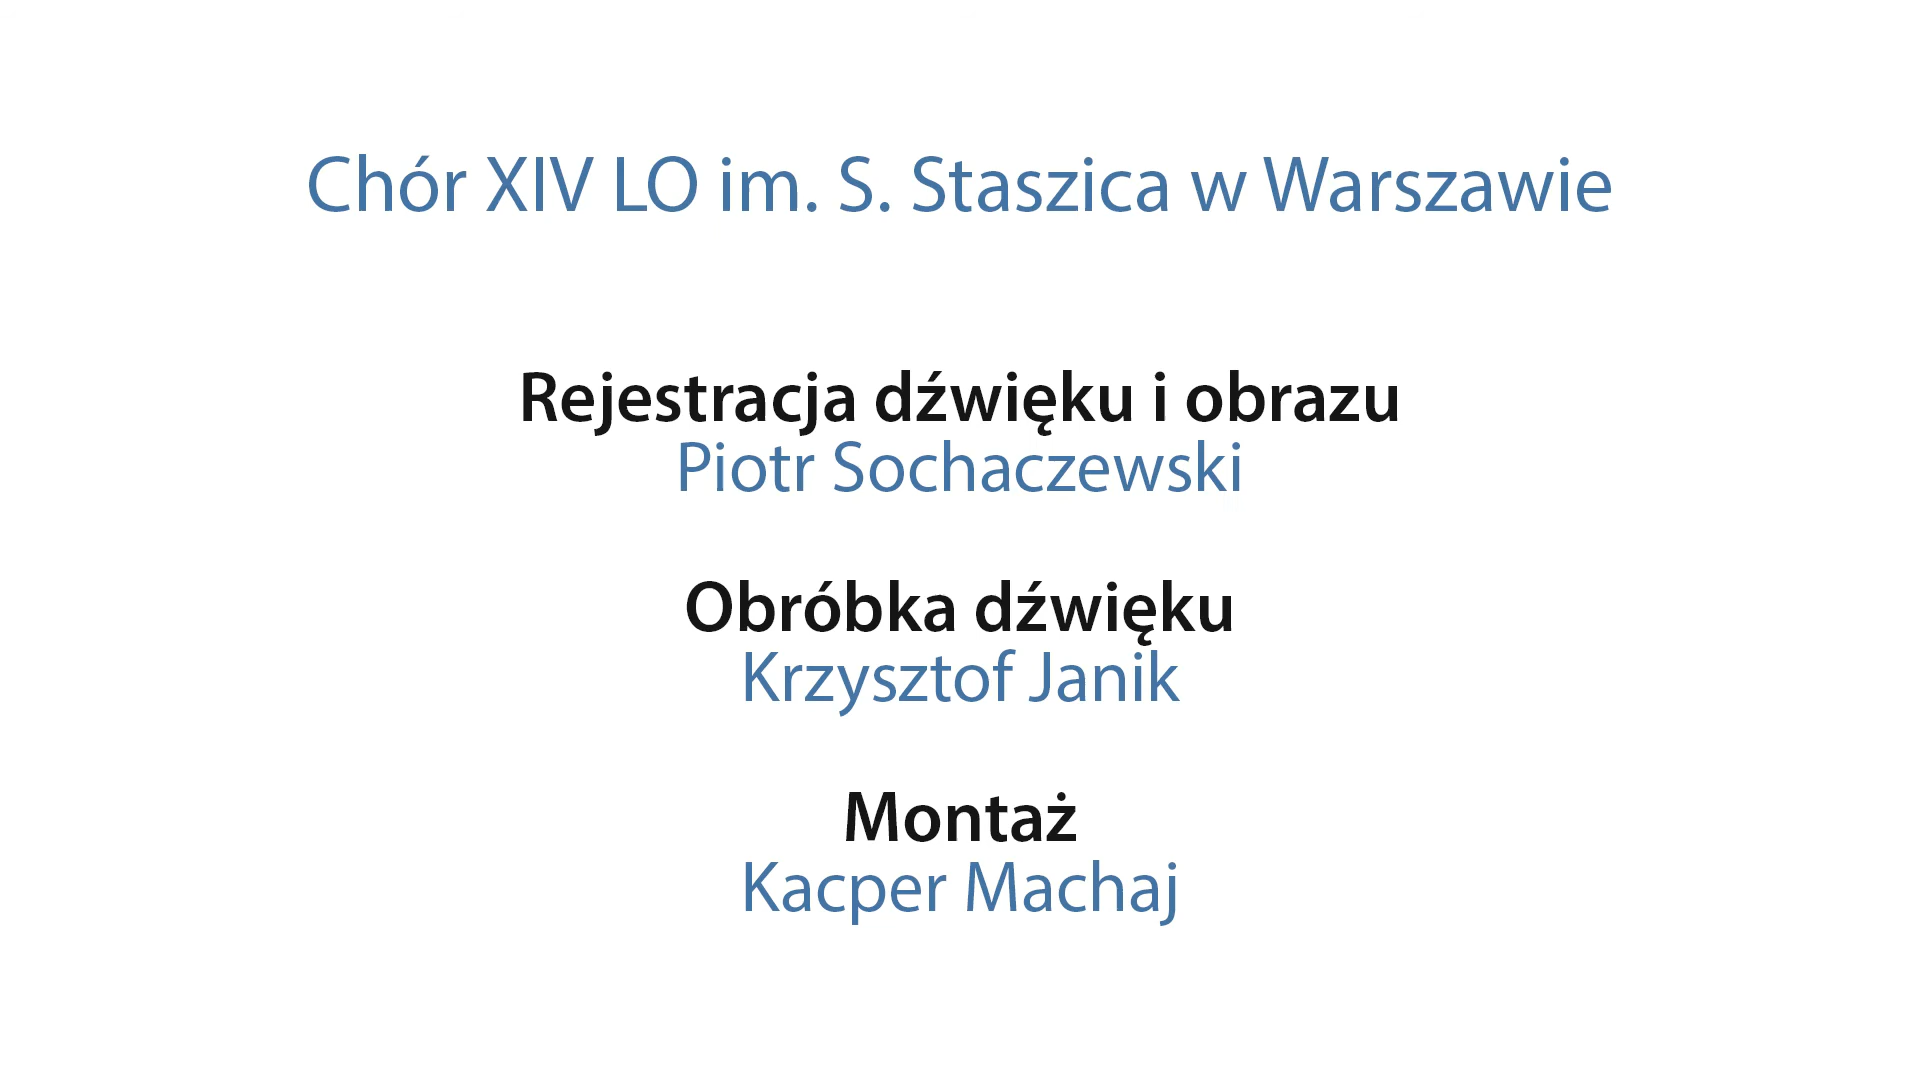 Chór XIV LO im. S. Staszica w Warszawie
Rejestracja dźwięku i obrazu
Piotr Sochaczewski
Obróbka dźwięku
Krzysztof Janik
Montaż
Kacper Machaj